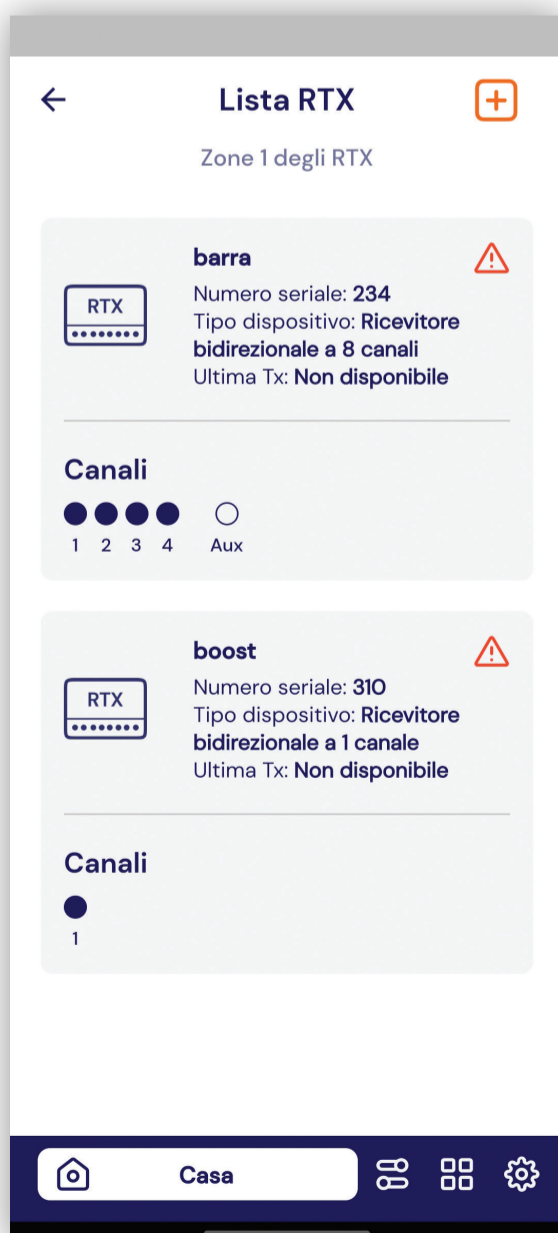 Lista RTX
Zone 1 degli RTX
barra
RTX
Numero seriale: 234
Tipo dispositivo: Ricevitore
bidirezionale a 8 canali
Ultima Tx: Non disponibile
Canali
1 2 3 4 Aux
boost
RTX
Numero seriale: 310
Tipo dispositivo: Ricevitore
bidirezionale a 1 canale
Ultima Tx: Non disponibile
Canali
1
Casa